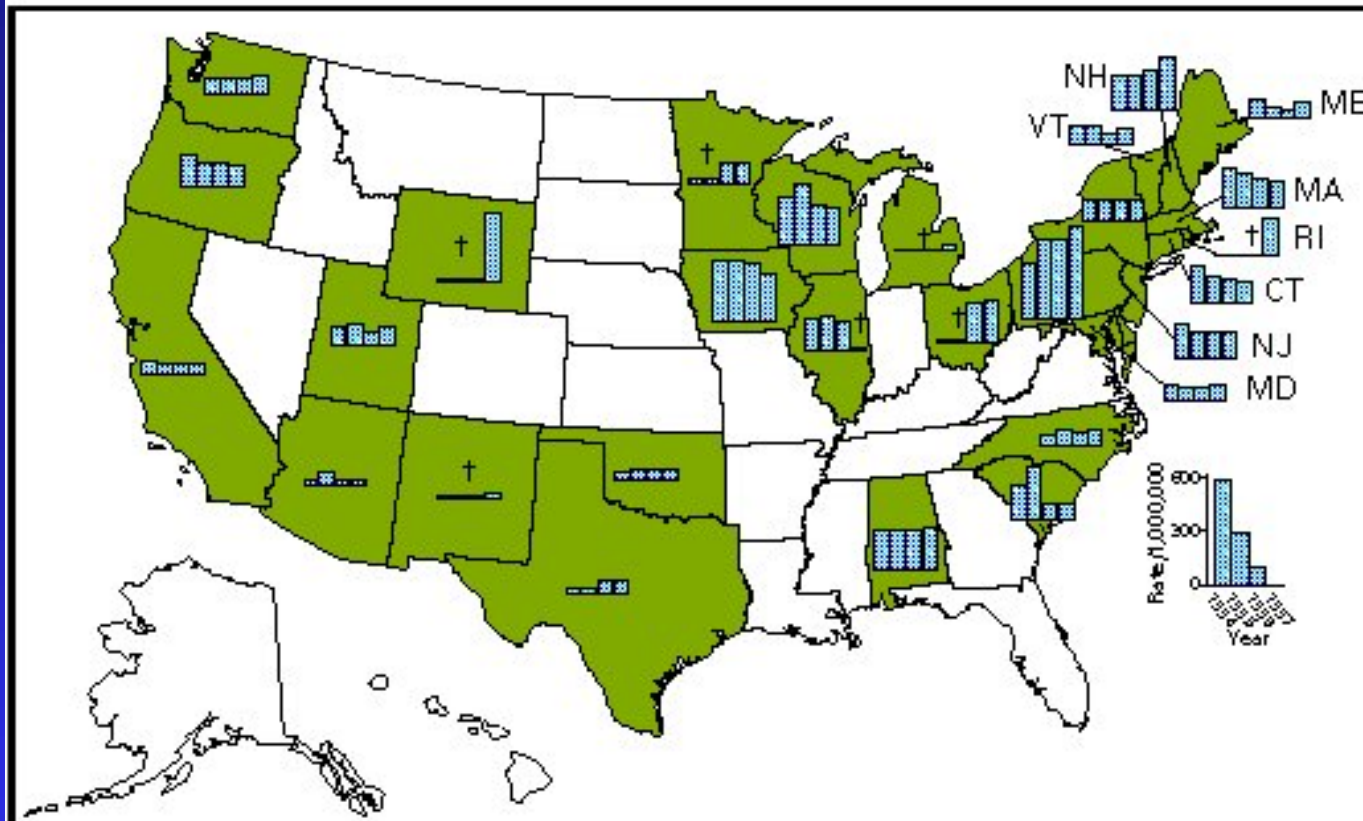 NH
ME
VT
†
MA
†
† RI
†
CT
†
†
NJ
MD
†
600
300
0
Rate/1,000,000
Year